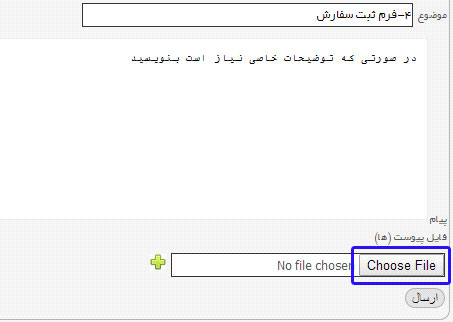 موضوع ۴-فرم ثبت سفارش
در صورتی که توضیحات خاصی نیاز است بنویسید
پیام
فایل پیوست (ها)
Choose File No file chosen
ارسال